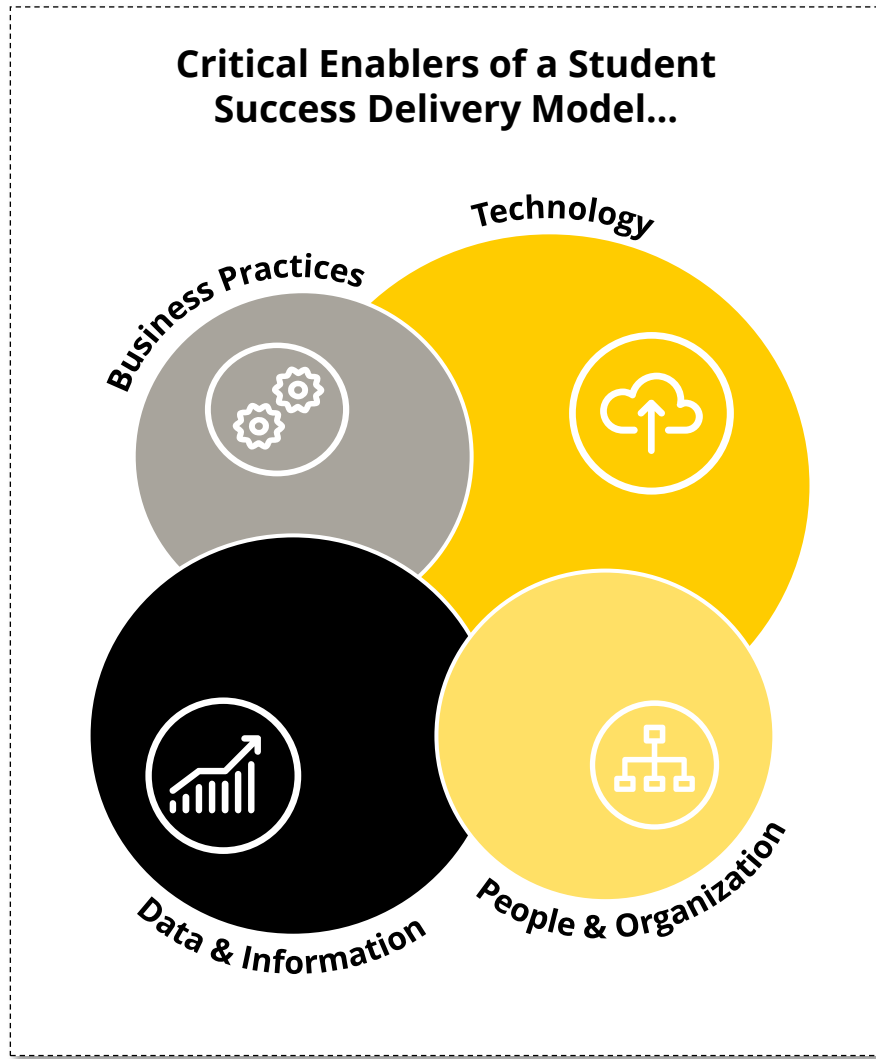 Critical Enablers of a Student
Success Delivery Model...
Technology
Business Practices
Data & Information
People & Organization